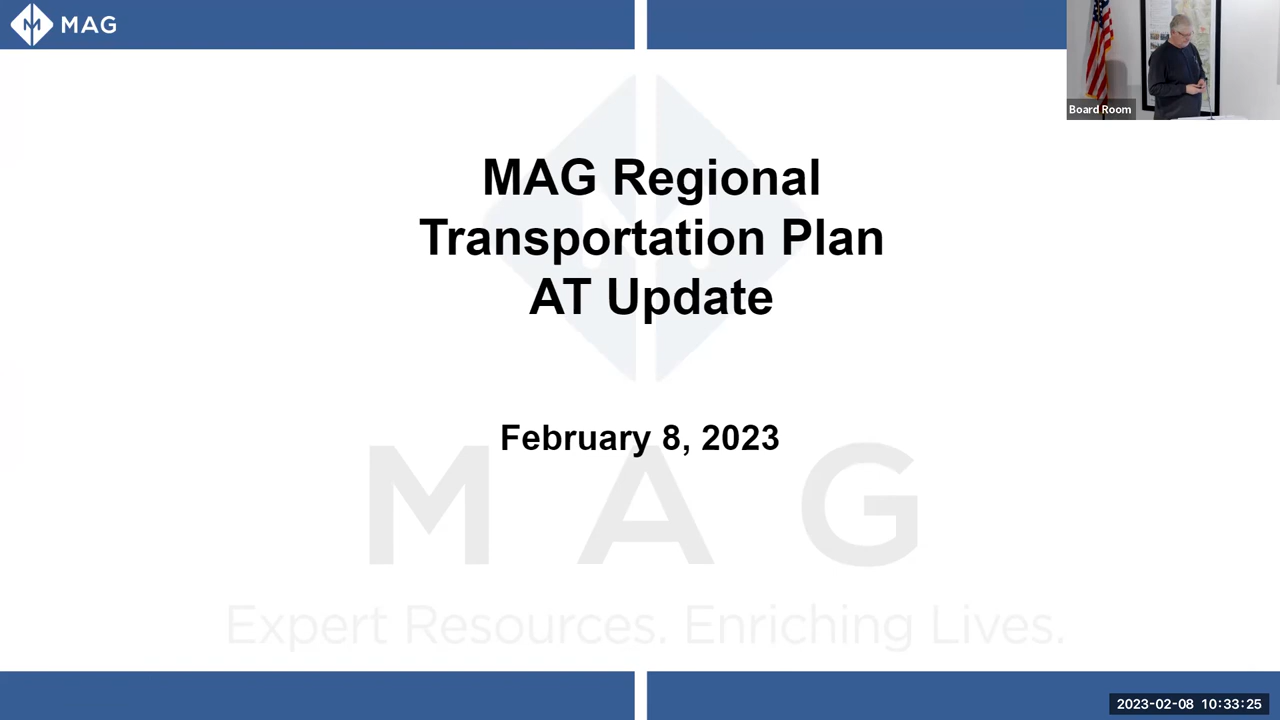 MAG
Board Room
MAG Regional
Transportation Plan
AT Update
February 8, 2023
MAG
Expert Resources. Enriching Lives.
2023-02-08 10:33:25